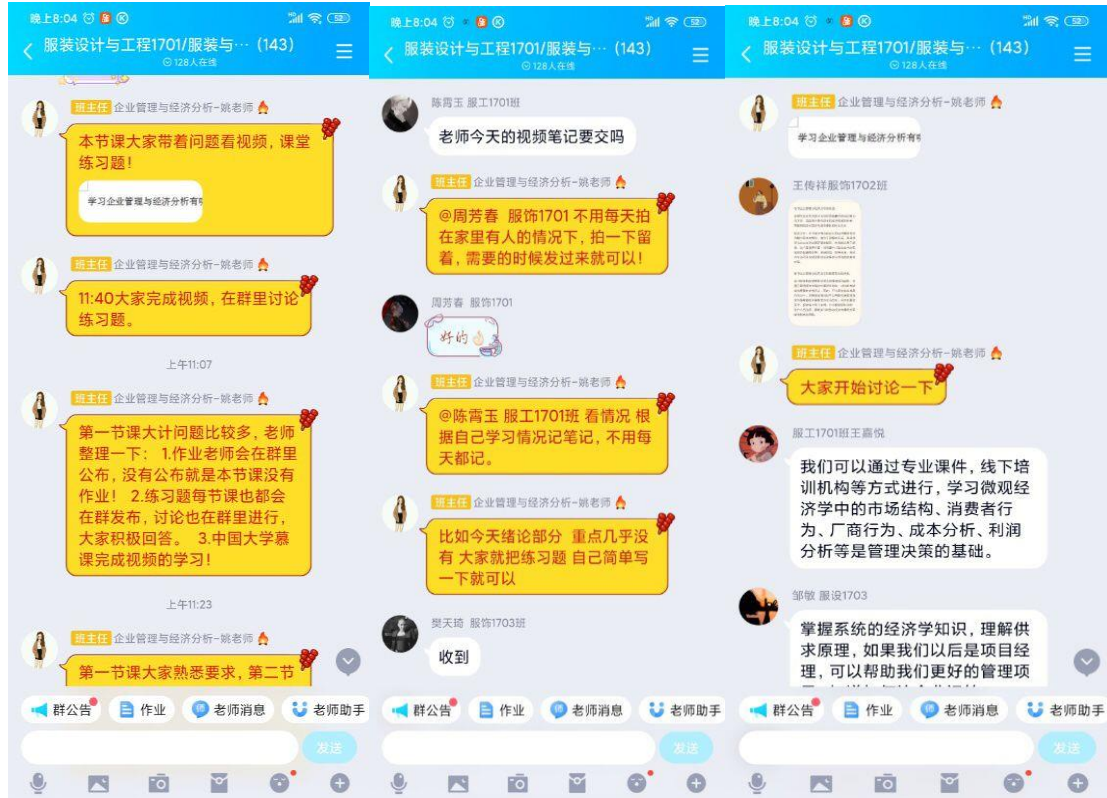 晚上8:04
52
服装设计与工程1701/服装与… (143)
128人在线
班主任 企业管理与经济分析-姚老师
本节课大家带着问题看视频，课堂
练习题！
学习企业管理与经济分析有
班主任 企业管理与经济分析-姚老师
11:40大家完成视频，在群里讨论
练习题。
上午11:07
班主任 企业管理与经济分析-姚老师
第一节课大计问题比较多，老师
整理一下： 1.作业老师会在群里
公布，没有公布就是本节课没有
作业！ 2.练习题每节课也都会
在群发布，讨论也在群里进行，
大家积极回答。 3.中国大学慕
课完成视频的学习！
上午11:23
班主任 企业管理与经济分析-姚老师
第一节课大家熟悉要求，第二节
群公告 作业 老师消息 老师助手
发送
晚上8:04
52
服装设计与工程1701/服装与… (143)
128人在线
陈霄玉 服工1701班
老师今天的视频笔记要交吗
班主任 企业管理与经济分析-姚老师
@周芳春 服饰1701 不用每天拍
在家里有人的情况下，拍一下留
着，需要的时候发过来就可以！
周芳春 服饰1701
好的
班主任 企业管理与经济分析-姚老师
@陈霄玉 服工1701班 看情况 根
据自己学习情况记笔记，不用每
天都记。
班主任 企业管理与经济分析-姚老师
比如今天绪论部分 重点几乎没
有 大家就把练习题 自己简单写
一下就可以
樊天琦 服饰1703班
收到
群公告 作业 老师消息 老师助手
发送
晚上8:04
52
服装设计与工程1701/服装与… (143)
128人在线
班主任 企业管理与经济分析-姚老师
学习企业管理与经济分析有
王传祥服饰1702班
班主任 企业管理与经济分析-姚老师
大家开始讨论一下
服工1701班王嘉悦
我们可以通过专业课件，线下培
训机构等方式进行，学习微观经
济学中的市场结构、消费者行
为、厂商行为、成本分析、利润
分析等是管理决策的基础。
邹敏 服设1703
掌握系统的经济学知识，理解供
求原理，如果我们以后是项目经
理，可以帮助我们更好的管理项
群公告 作业 老师消息 老师助手
发送